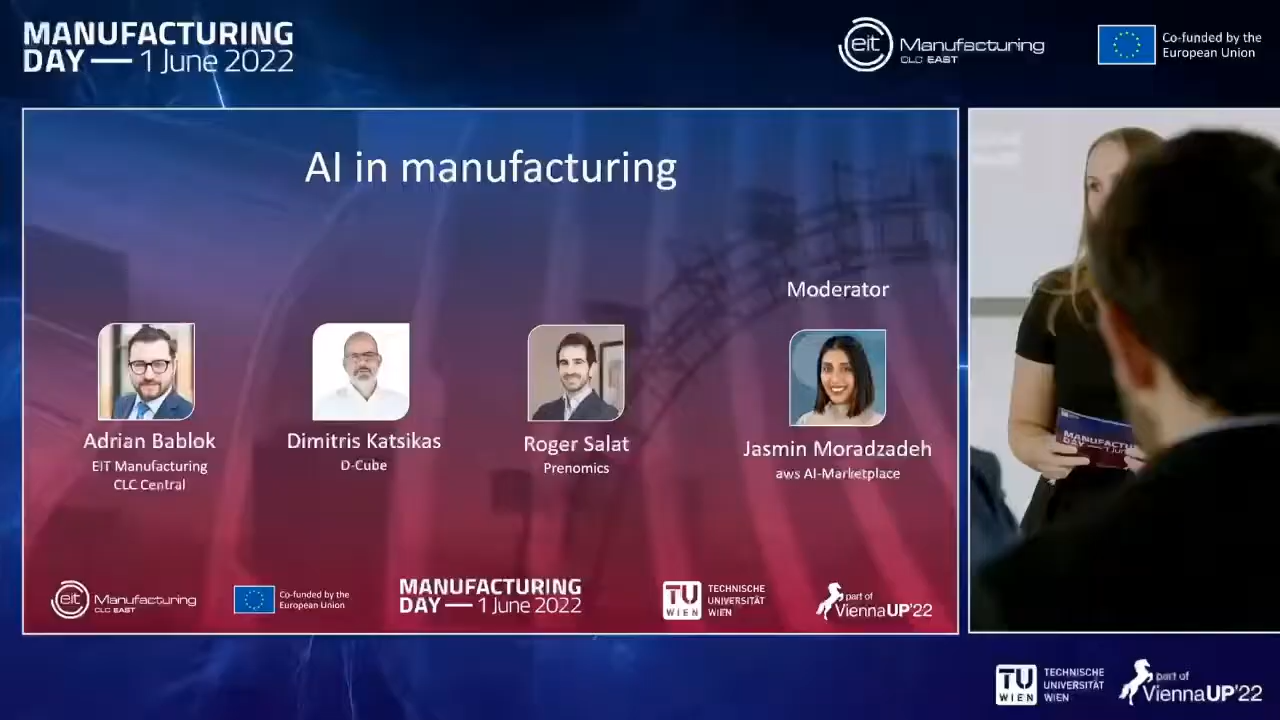 MANUFACTURING
DAY — 1 June 2022
eit Manufacturing
CLC EAST
Co-funded by the
European Union
AI in manufacturing
Moderator
Adrian Bablok
EIT Manufacturing
CLC Central
Dimitris Katsikas
D-Cube
Roger Salat
Prenomics
Jasmin Moradzadeh
aws AI-Marketplace
eit Manufacturing
CLC EAST
Co-funded by the
European Union
MANUFACTURING
DAY — 1 June 2022
TU
WIEN
TECHNISCHE
UNIVERSITÄT
WIEN
part of
ViennaUP'22
TU
WIEN
TECHNISCHE
UNIVERSITÄT
WIEN
part of
ViennaUP'22